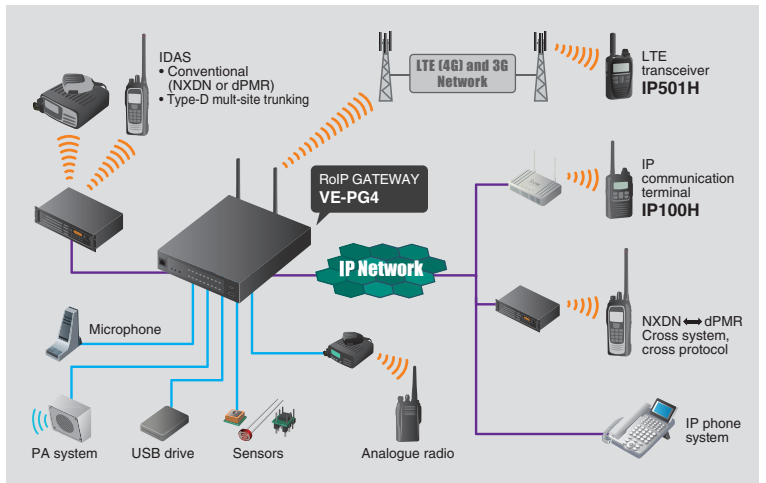 IDAS
• Conventional
(NXDN or dPMR)
• Type-D mult-site trunking
LTE (4G) and 3G
Network
LTE
transceiver
IP501H
RoIP GATEWAY
VE-PG4
IP
communication
terminal
IP100H
IP Network
Microphone
NXDN ⟷ dPMR
Cross system,
cross protocol
PA system
USB drive
Sensors
Analogue radio
IP phone
system